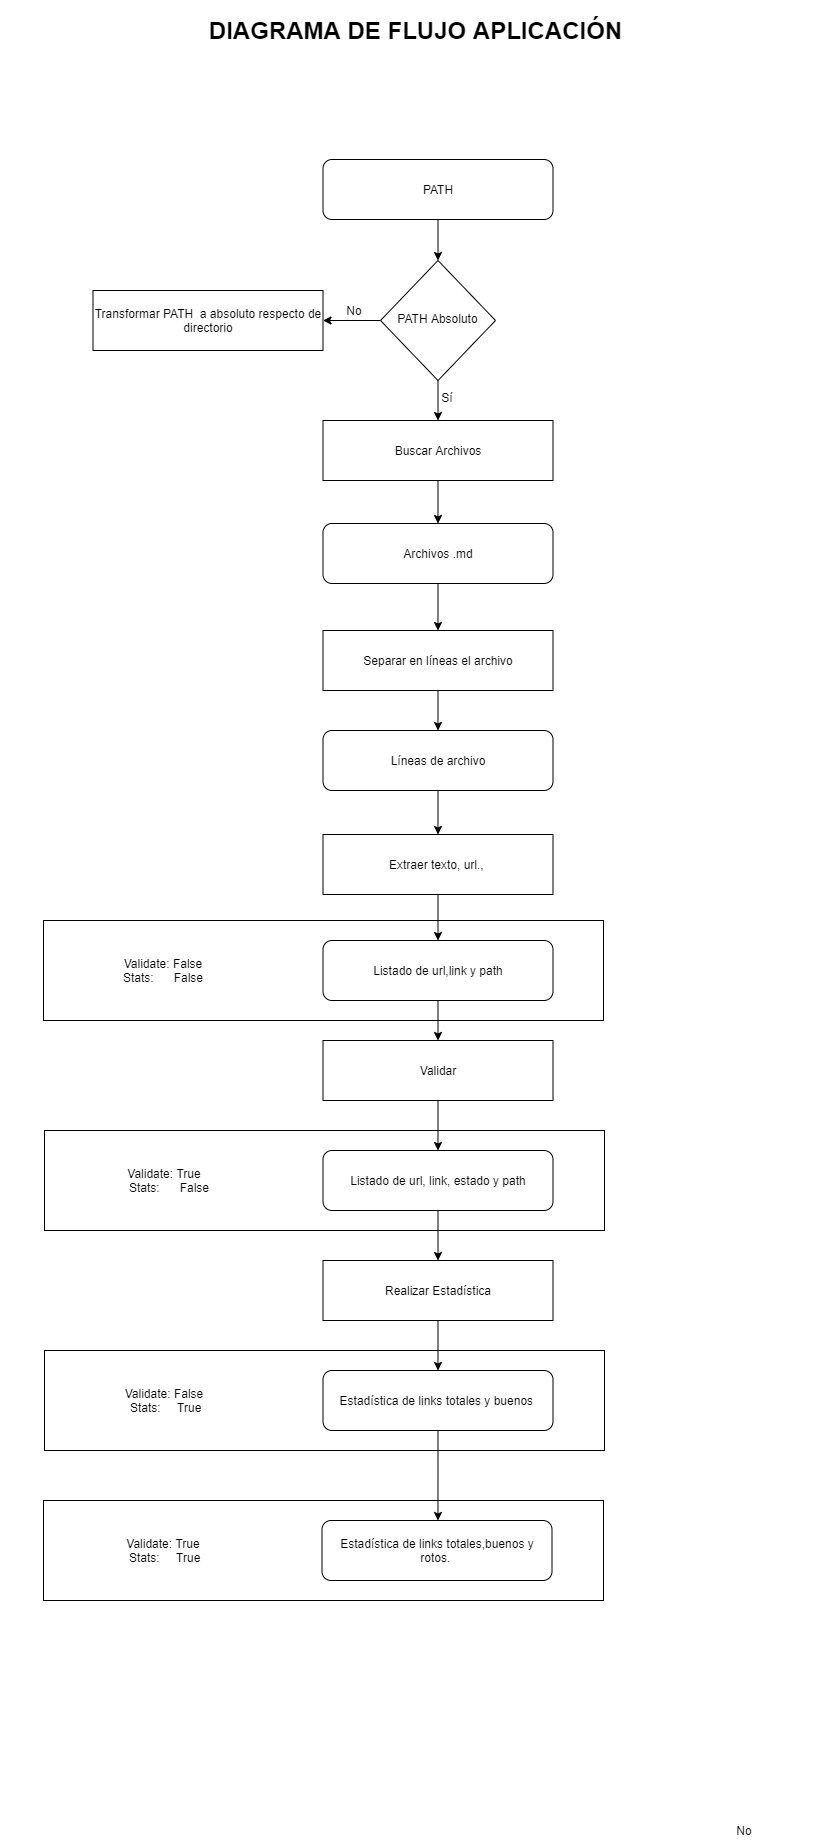 DIAGRAMA DE FLUJO APLICACIÓN
PATH
PATH Absoluto
No
Transformar PATH  a absoluto respecto de
directorio
Sí
Buscar Archivos
Archivos .md
Separar en líneas el archivo
Líneas de archivo
Extraer texto, url.,
Validate: False
Stats:      False
Listado de url,link y path
Validar
Validate: True
Stats:      False
Listado de url, link, estado y path
Realizar Estadística
Validate: False
Stats:     True
Estadística de links totales y buenos
Validate: True
Stats:     True
Estadística de links totales,buenos y
rotos.
No